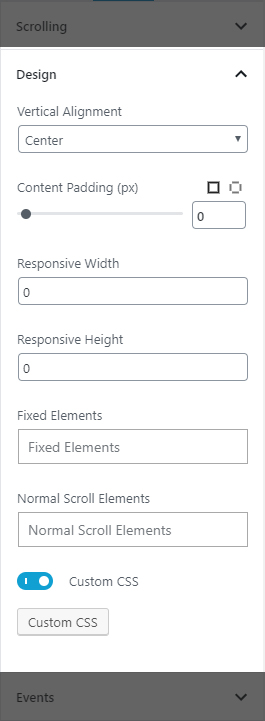 Scrolling
Design
Vertical Alignment
Center
Content Padding (px)
0
Responsive Width
0
Responsive Height
0
Fixed Elements
Fixed Elements
Normal Scroll Elements
Normal Scroll Elements
Custom CSS
Custom CSS
Events